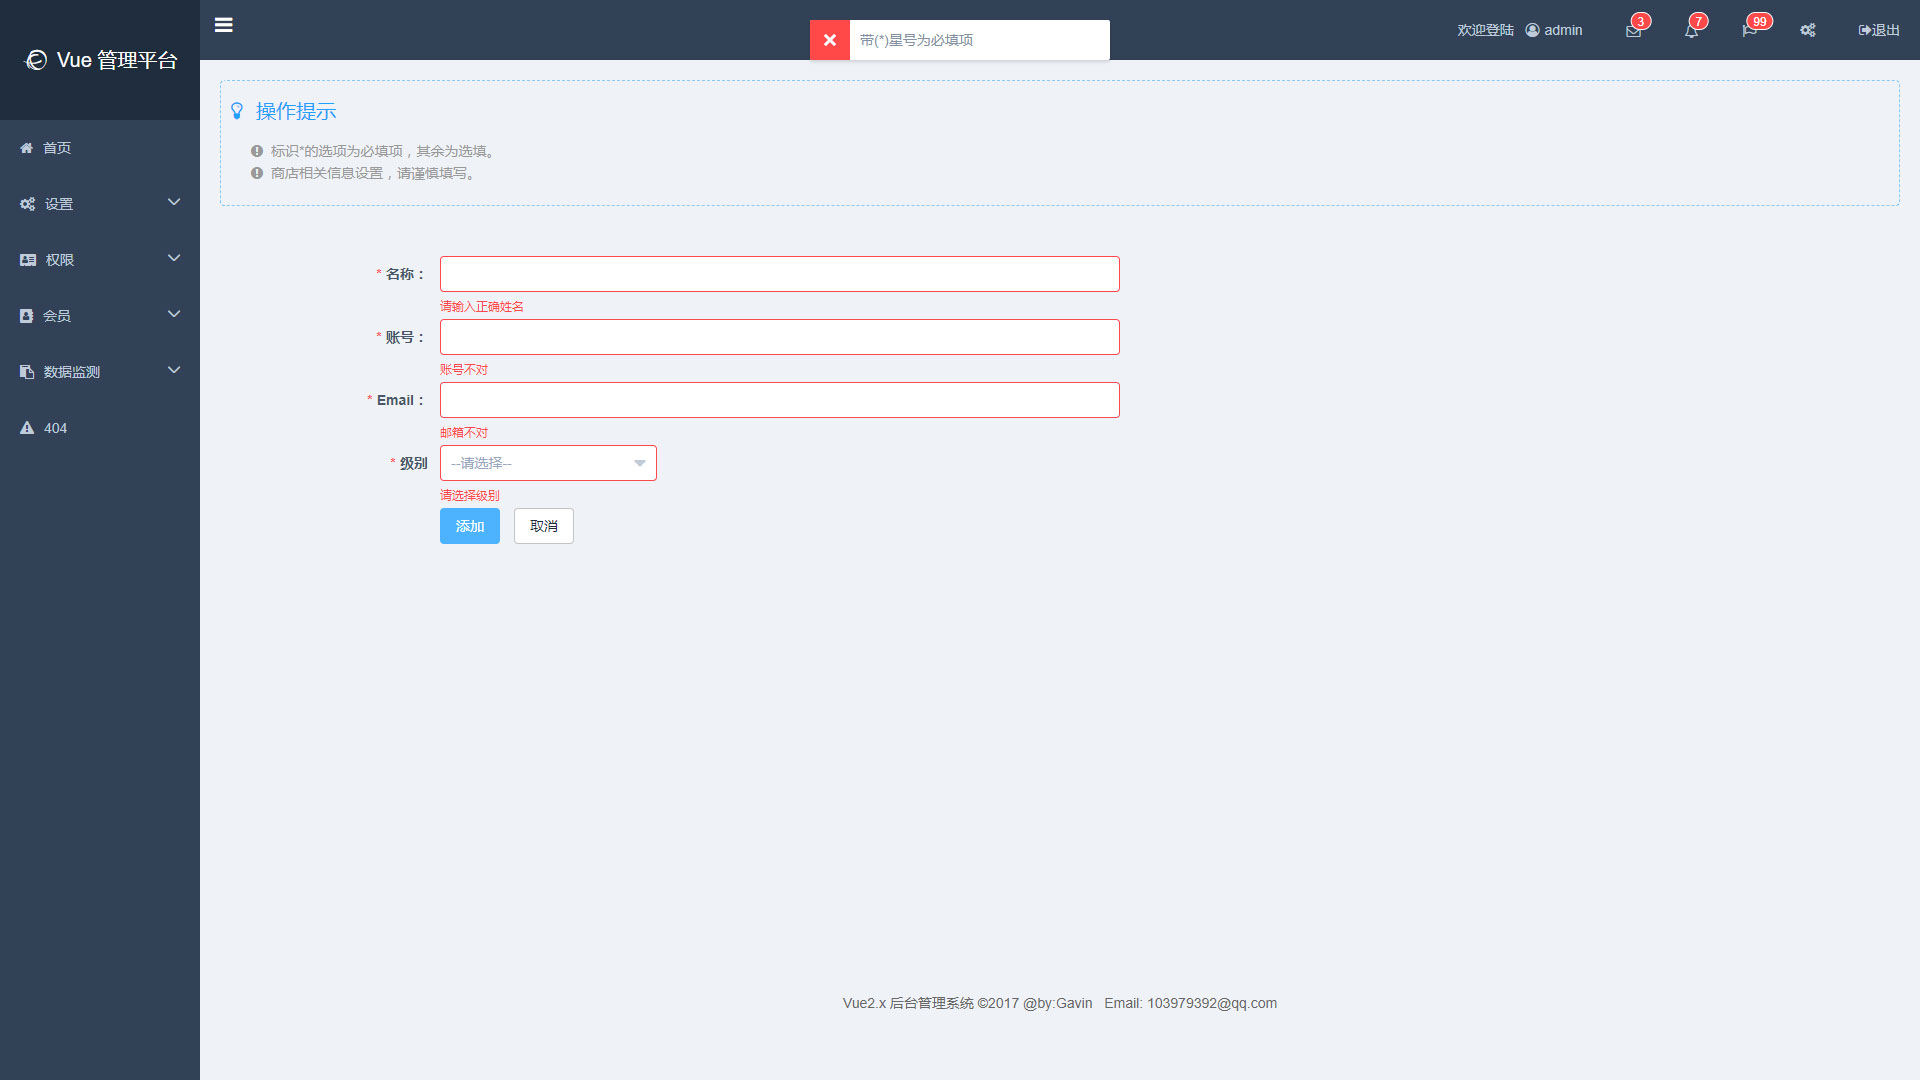 Vue 管理平台
带(*)星号为必填项
欢迎登陆 admin 3 7 99 退出
首页
设置
权限
会员
数据监测
404
操作提示
标识*的选项为必填项，其余为选填。
商店相关信息设置，请谨慎填写。
* 名称：
请输入正确姓名
* 账号：
账号不对
* Email：
邮箱不对
* 级别 --请选择--
请选择级别
添加 取消
Vue2.x 后台管理系统 ©2017 @by:Gavin Email: 103979392@qq.com